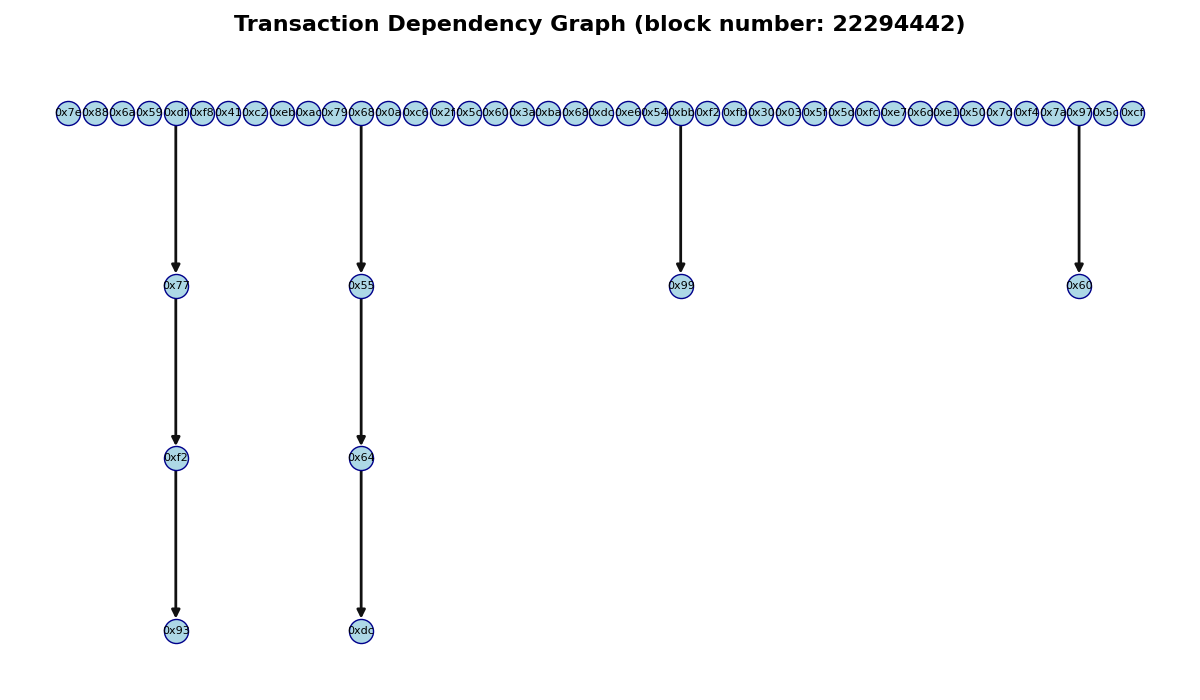 Transaction Dependency Graph (block number: 22294442)
0x7e 0x88 0x6a 0x59 0xdf 0xf8 0x41 0xc2 0xeb 0xac 0x79 0x68 0x0a 0xc6 0x2f 0x5c 0x60 0x3a 0xba 0x68 0xdc 0xe6 0x54 0xbb 0xf2 0xfb 0x30 0x03 0x5f 0x5d 0xfc 0xe7 0x6d 0xe1 0x50 0x7d 0xf4 0x7a 0x97 0x5c 0xcf
0x77 0x55 0x99 0x60
0xf2 0x64
0x93 0xdc